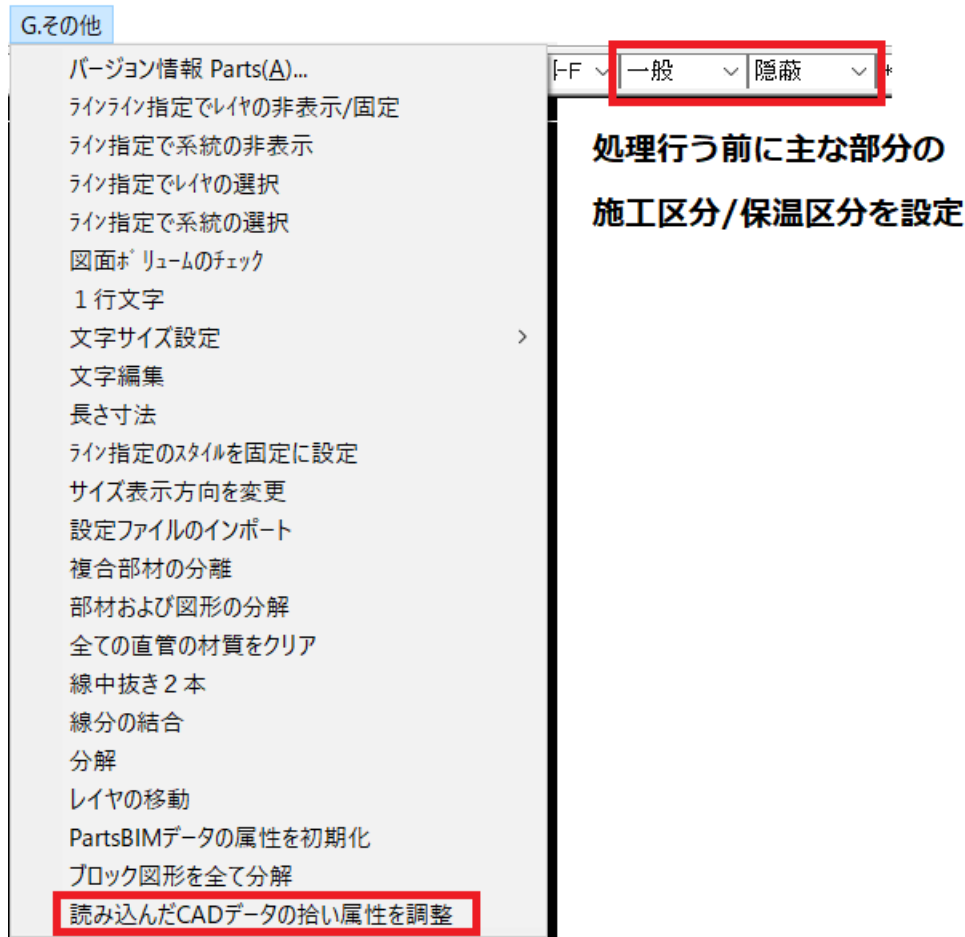 G.その他
バージョン情報 Parts(A)...
ﾗｲﾝﾗｲﾝ指定でﾚｲﾔの非表示/固定
ﾗｲﾝ指定で系統の非表示
ﾗｲﾝ指定でﾚｲﾔの選択
ﾗｲﾝ指定で系統の選択
図面ﾎﾞﾘｭｰﾑのﾁｪｯｸ
１行文字
文字サイズ設定
文字編集
長さ寸法
ﾗｲﾝ指定のｽﾀｲﾙを固定に設定
サイズ表示方向を変更
設定ファイルのインポート
複合部材の分離
部材および図形の分解
全ての直管の材質をクリア
線中抜き２本
線分の結合
分解
レイヤの移動
PartsBIMデータの属性を初期化
ブロック図形を全て分解
読み込んだCADデータの拾い属性を調整
-F 一般 隠蔽
処理行う前に主な部分の
施工区分/保温区分を設定